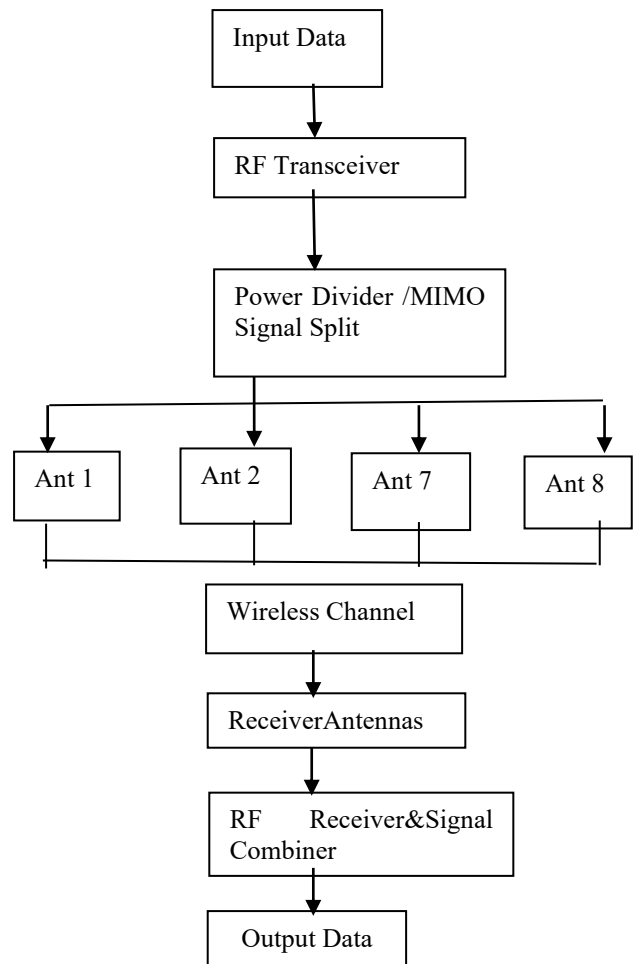 Input Data
RF Transceiver
Power Divider /MIMO
Signal Split
Ant 1
Ant 2
Ant 7
Ant 8
Wireless Channel
ReceiverAntennas
RF Receiver&Signal
Combiner
Output Data